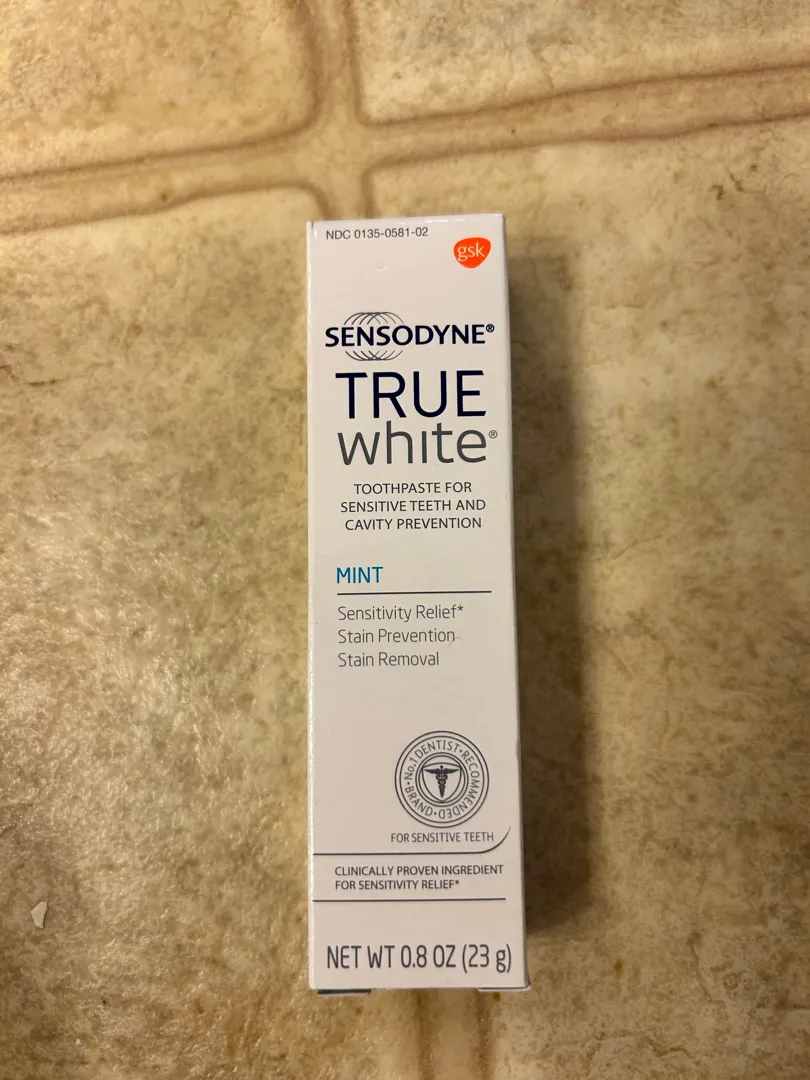 NDC 0135-0581-02
gsk
SENSODYNE®
TRUE
white®
TOOTHPASTE FOR
SENSITIVE TEETH AND
CAVITY PREVENTION
MINT
Sensitivity Relief*
Stain Prevention
Stain Removal
No.1 DENTIST•RECOMMENDED•BRAND•
FOR SENSITIVE TEETH
CLINICALLY PROVEN INGREDIENT
FOR SENSITIVITY RELIEF*
NET WT 0.8 OZ (23 g)